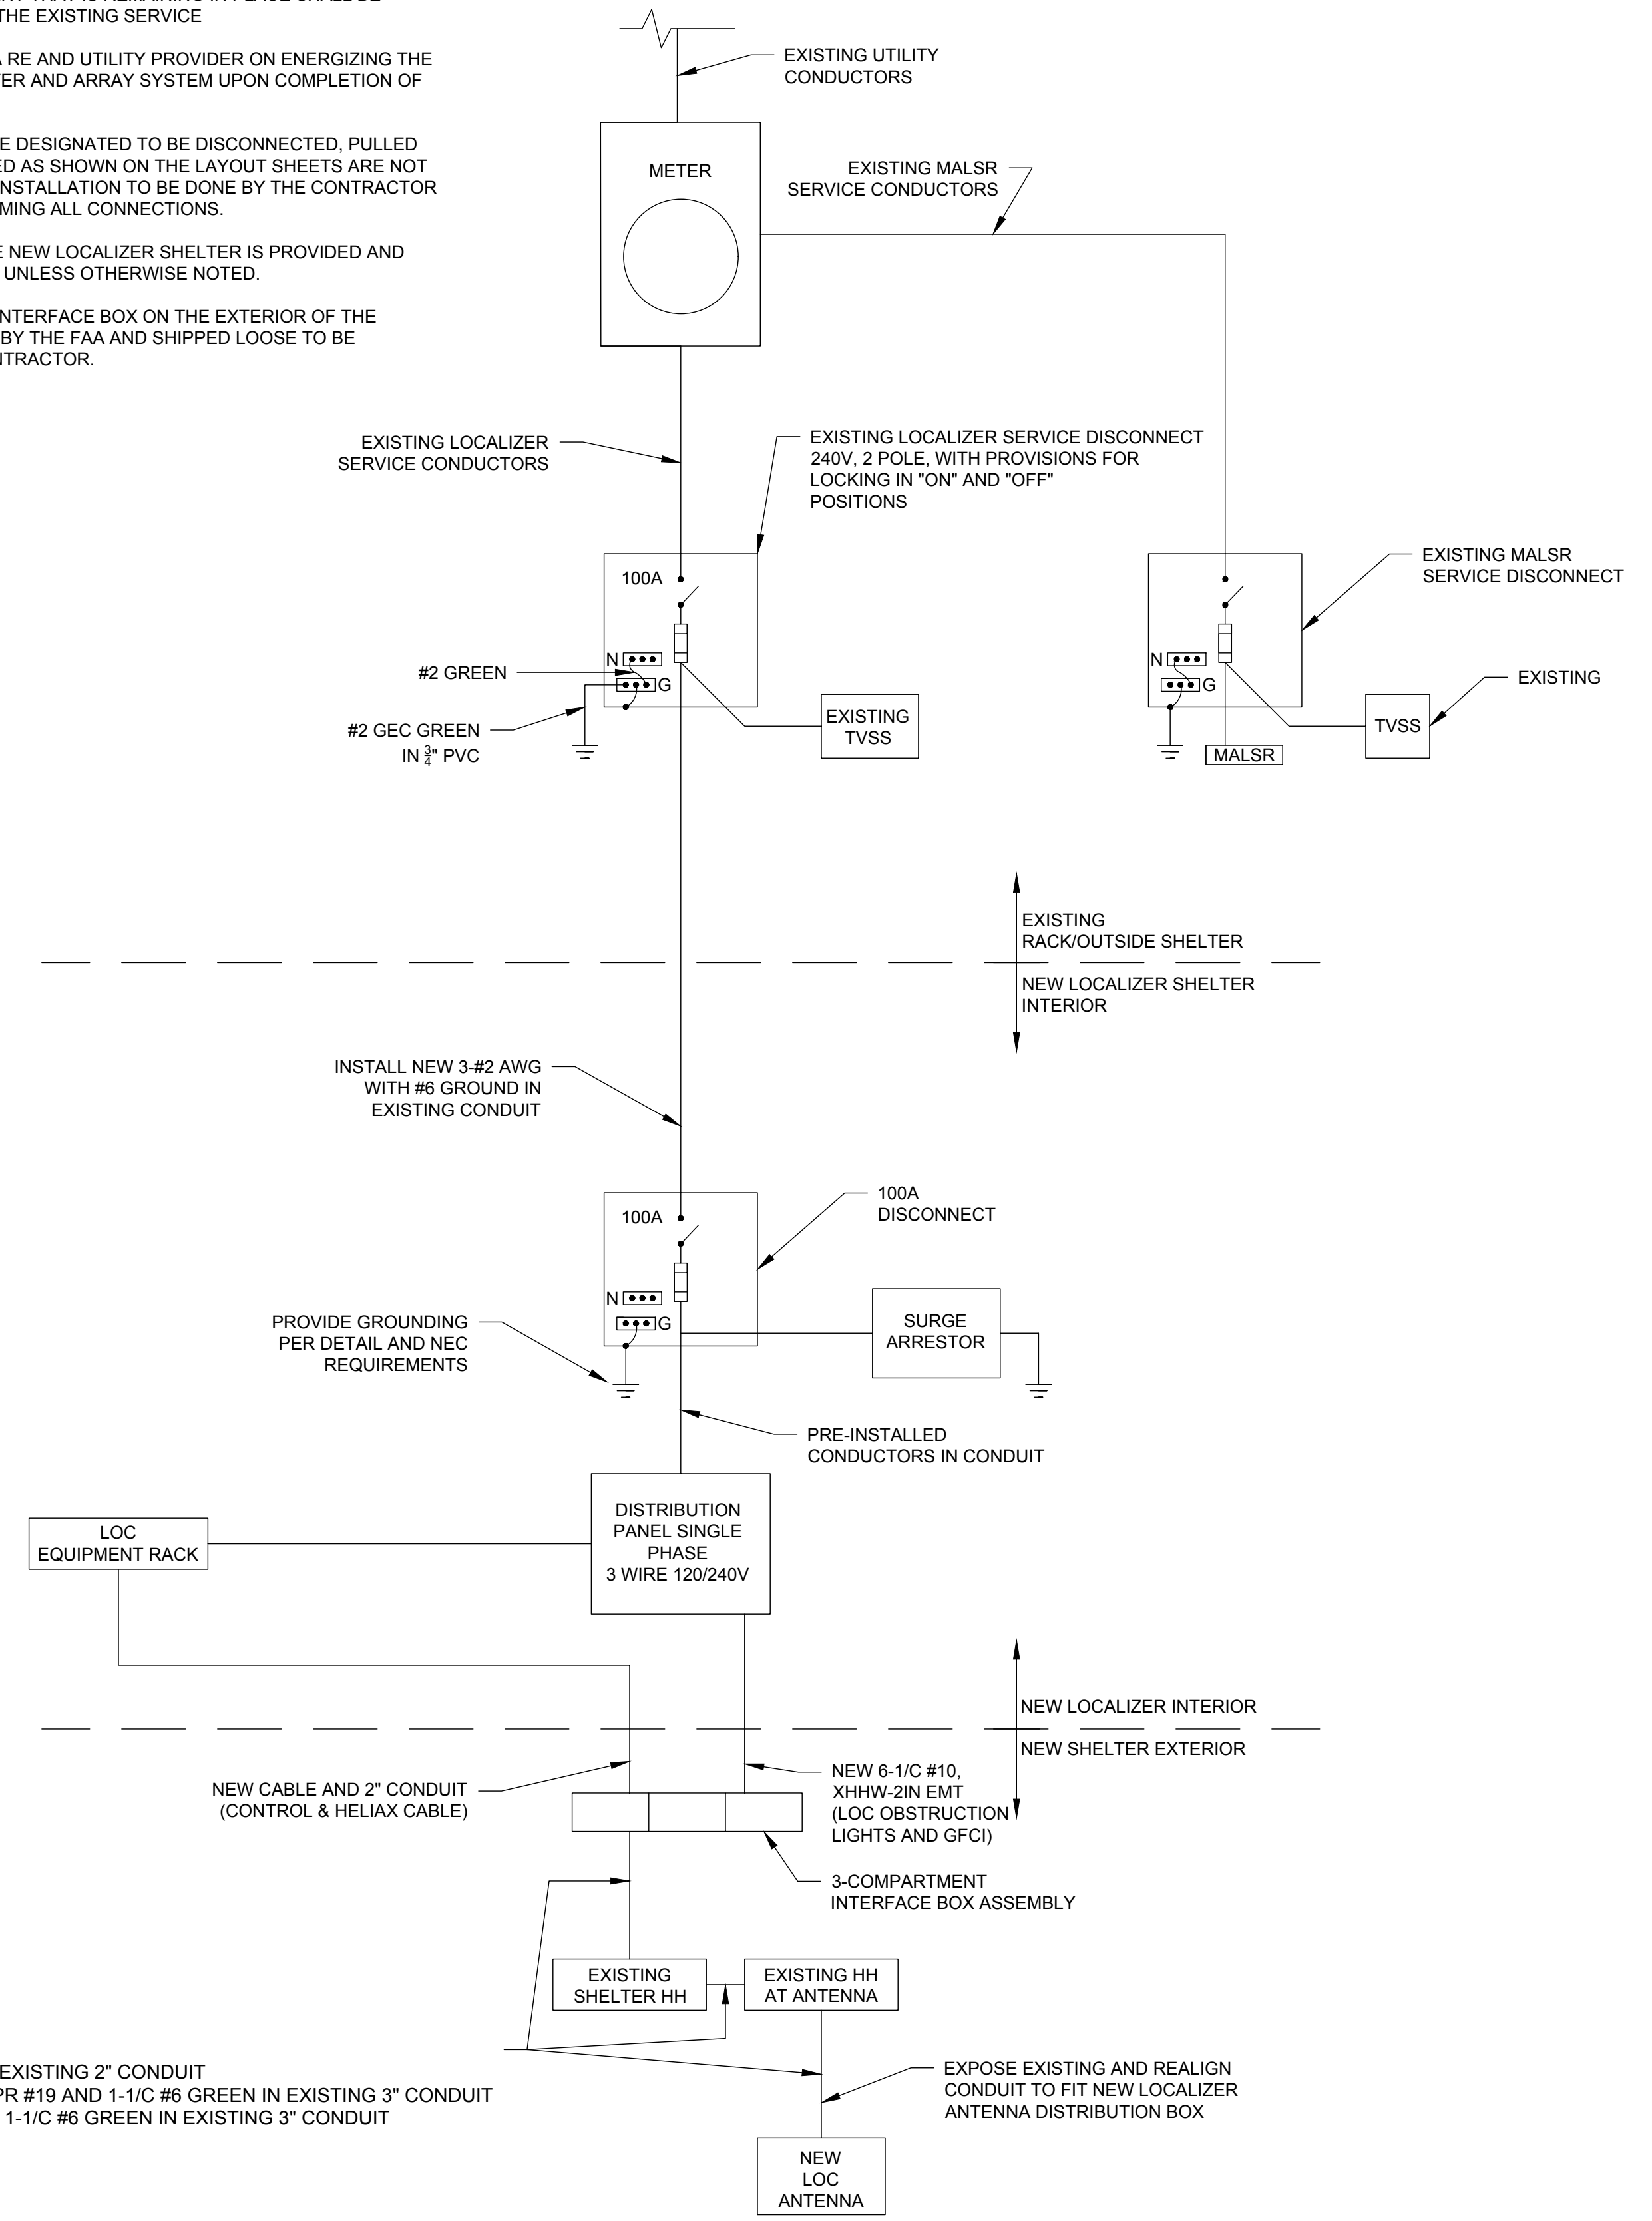 THE EXISTING SERVICE
RE AND UTILITY PROVIDER ON ENERGIZING THE
ER AND ARRAY SYSTEM UPON COMPLETION OF
E DESIGNATED TO BE DISCONNECTED, PULLED
ED AS SHOWN ON THE LAYOUT SHEETS ARE NOT
INSTALLATION TO BE DONE BY THE CONTRACTOR
MING ALL CONNECTIONS.
E NEW LOCALIZER SHELTER IS PROVIDED AND
UNLESS OTHERWISE NOTED.
INTERFACE BOX ON THE EXTERIOR OF THE
BY THE FAA AND SHIPPED LOOSE TO BE
NTRACTOR.
EXISTING UTILITY
CONDUCTORS
METER
EXISTING MALSR
SERVICE CONDUCTORS
EXISTING LOCALIZER
SERVICE CONDUCTORS
EXISTING LOCALIZER SERVICE DISCONNECT
240V, 2 POLE, WITH PROVISIONS FOR
LOCKING IN "ON" AND "OFF"
POSITIONS
100A
N
G
#2 GREEN
#2 GEC GREEN
IN 3/4" PVC
EXISTING
TVSS
EXISTING MALSR
SERVICE DISCONNECT
N
G
EXISTING
TVSS
MALSR
EXISTING
RACK/OUTSIDE SHELTER
NEW LOCALIZER SHELTER
INTERIOR
INSTALL NEW 3-#2 AWG
WITH #6 GROUND IN
EXISTING CONDUIT
100A
N
G
100A
DISCONNECT
PROVIDE GROUNDING
PER DETAIL AND NEC
REQUIREMENTS
SURGE
ARRESTOR
PRE-INSTALLED
CONDUCTORS IN CONDUIT
DISTRIBUTION
PANEL SINGLE
PHASE
3 WIRE 120/240V
LOC
EQUIPMENT RACK
NEW LOCALIZER INTERIOR
NEW SHELTER EXTERIOR
NEW CABLE AND 2" CONDUIT
(CONTROL & HELIAX CABLE)
NEW 6-1/C #10,
XHHW-2IN EMT
(LOC OBSTRUCTION
LIGHTS AND GFCI)
3-COMPARTMENT
INTERFACE BOX ASSEMBLY
EXISTING
SHELTER HH
EXISTING HH
AT ANTENNA
EXISTING 2" CONDUIT
PR #19 AND 1-1/C #6 GREEN IN EXISTING 3" CONDUIT
1-1/C #6 GREEN IN EXISTING 3" CONDUIT
EXPOSE EXISTING AND REALIGN
CONDUIT TO FIT NEW LOCALIZER
ANTENNA DISTRIBUTION BOX
NEW
LOC
ANTENNA